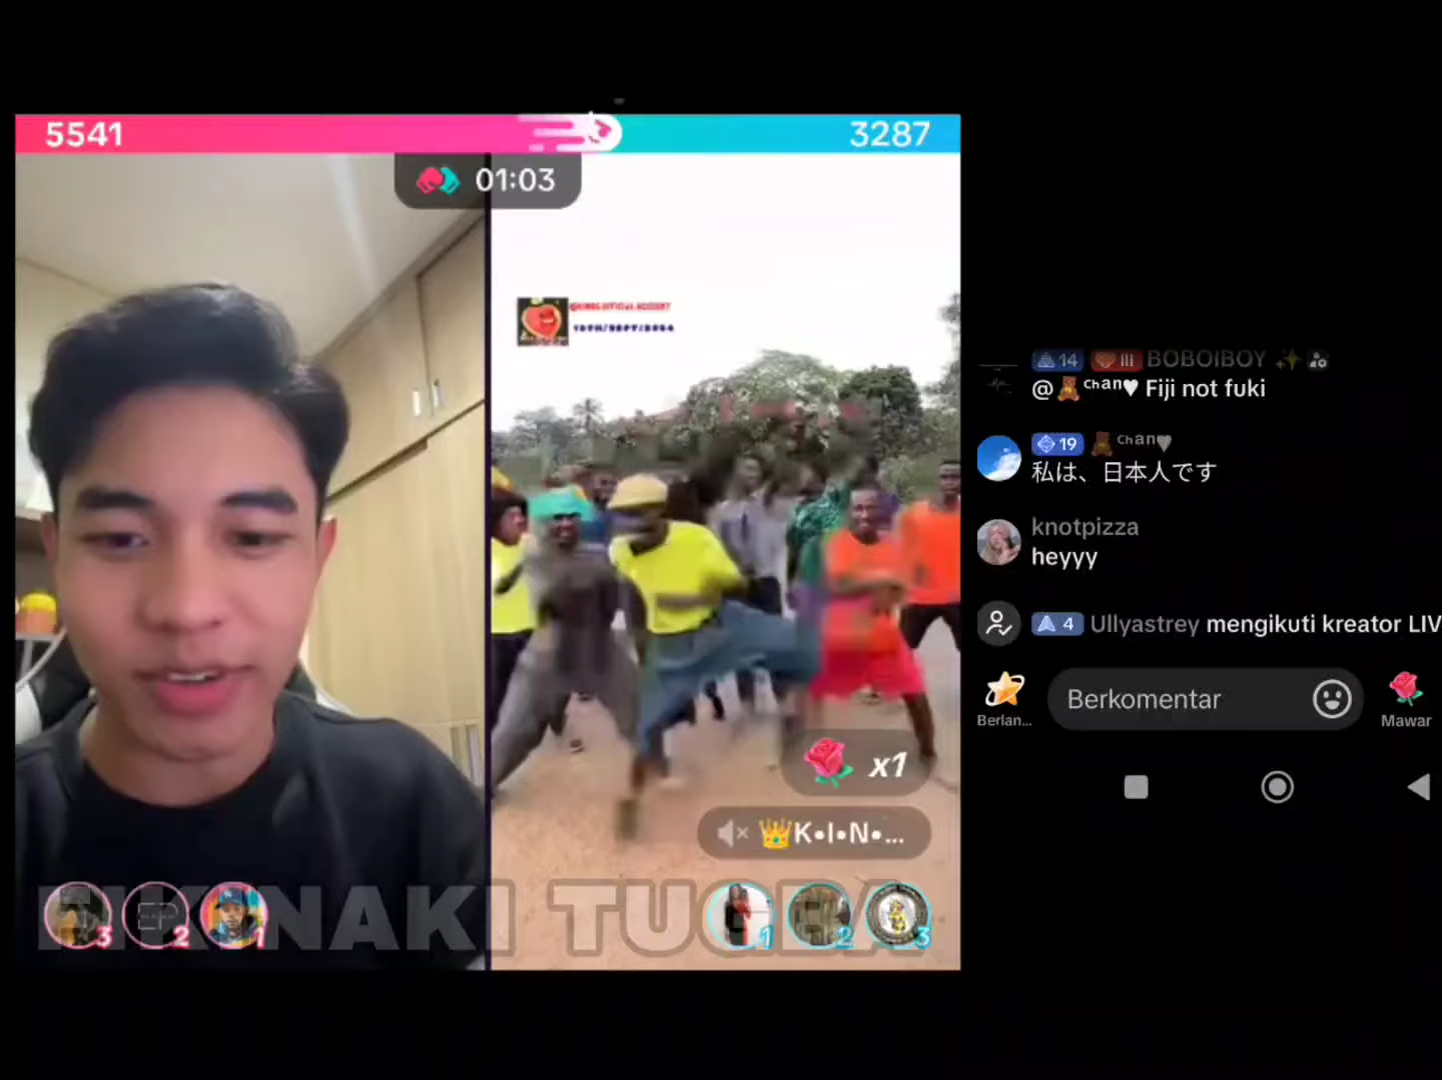 5541
3287
01:03
x1
K•I•N•...
3
2
1
1
2
3
14
III
BOBOIBOY
@🧸ᶜʰᵃⁿ♥ Fiji not fuki
19
🧸ᶜʰᵃⁿ♥
私は、日本人です
knotpizza
heyyy
4 Ullyastrey mengikuti kreator LIV
Berkomentar
Berlan...
Mawar